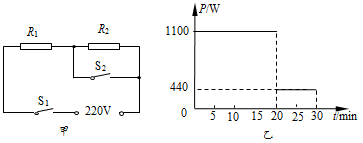 R₁ R₂
S₂
S₁ 220V
甲
P/W
1100
440
0 5 10 15 20 25 30 t/min
乙